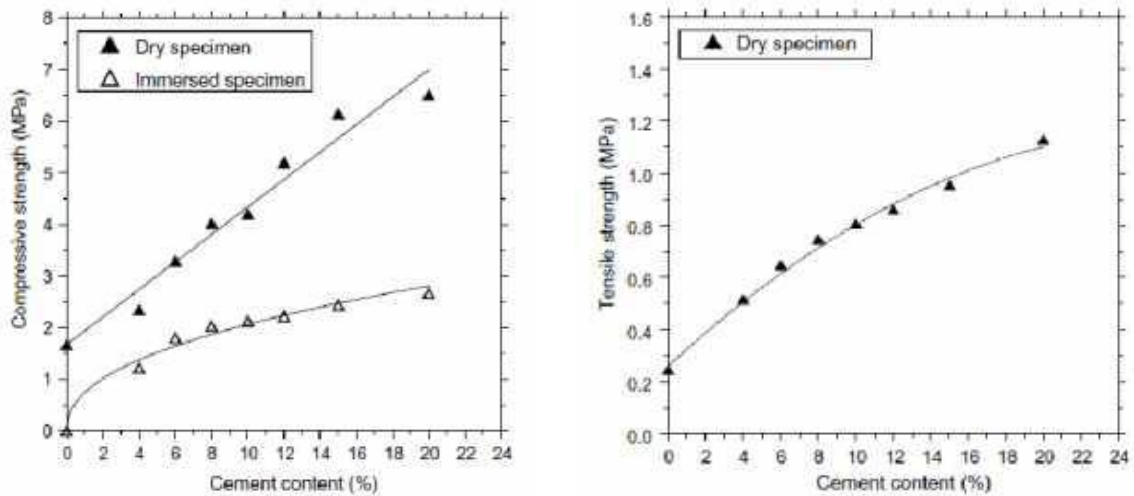 Dry specimen
Immersed specimen
Compressive strength (MPa)
8
7
6
5
4
3
2
1
0
0 2 4 6 8 10 12 14 16 18 20 22 24
Cement content (%)
Dry specimen
Tensile strength (MPa)
1.6
1.4
1.2
1.0
0.8
0.6
0.4
0.2
0.0
0 2 4 6 8 10 12 14 16 18 20 22 24
Cement content (%)